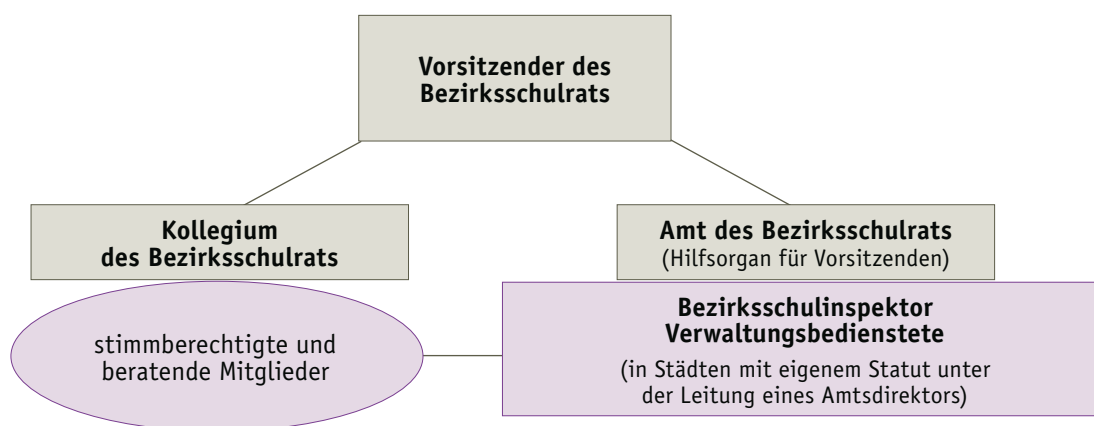 Vorsitzender des
Bezirksschulrats
Kollegium
des Bezirksschulrats
Amt des Bezirksschulrats
(Hilfsorgan für Vorsitzenden)
stimmberechtigte und
beratende Mitglieder
Bezirksschulinspektor
Verwaltungsbedienstete
(in Städten mit eigenem Statut unter
der Leitung eines Amtsdirektors)